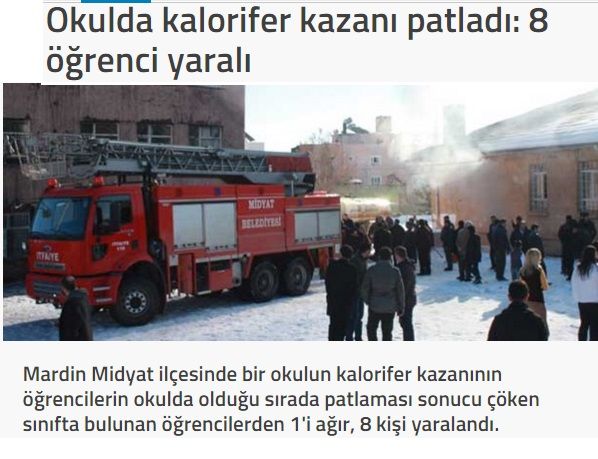 Okulda kalorifer kazanı patladı: 8
öğrenci yaralı
MİDYAT
BELEDİYESİ
İTFAİYE
Mardin Midyat ilçesinde bir okulun kalorifer kazanının
öğrencilerin okulda olduğu sırada patlaması sonucu çöken
sınıfta bulunan öğrencilerden 1'i ağır, 8 kişi yaralandı.